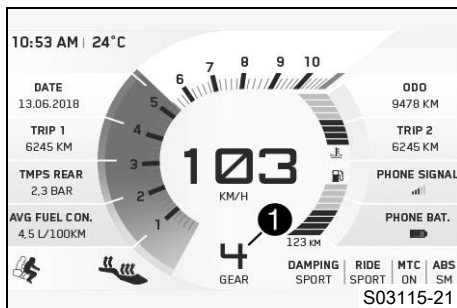 10:53 AM | 24°C
DATE
13.06.2018
TRIP 1
6245 KM
TMPS REAR
2,3 BAR
AVG FUEL CON.
4,5 L/100KM
1
2
3
4
5
6
7
8
9
10
103
KM/H
1
4
GEAR
123 KM
ODO
9478 KM
TRIP 2
6245 KM
PHONE SIGNAL
PHONE BAT.
DAMPING | RIDE | MTC | ABS
SPORT | SPORT | ON | SM
S03115-21